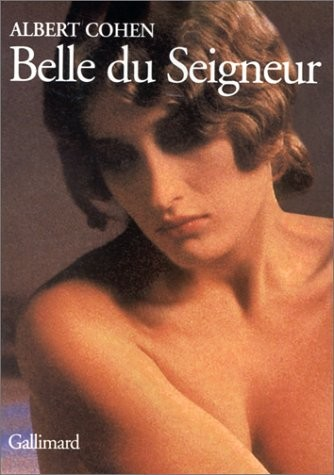 ALBERT COHEN
Belle du Seigneur
Gallimard